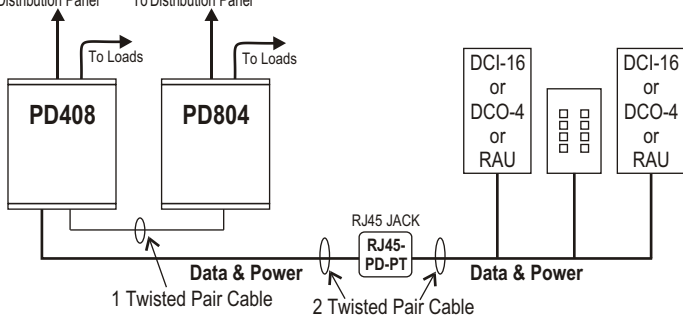 Distribution Panel
To Distribution Panel
To Loads
To Loads
PD408
PD804
DCI-16
or
DCO-4
or
RAU
DCI-16
or
DCO-4
or
RAU
RJ45 JACK
RJ45-
PD-PT
Data & Power
Data & Power
1 Twisted Pair Cable
2 Twisted Pair Cable